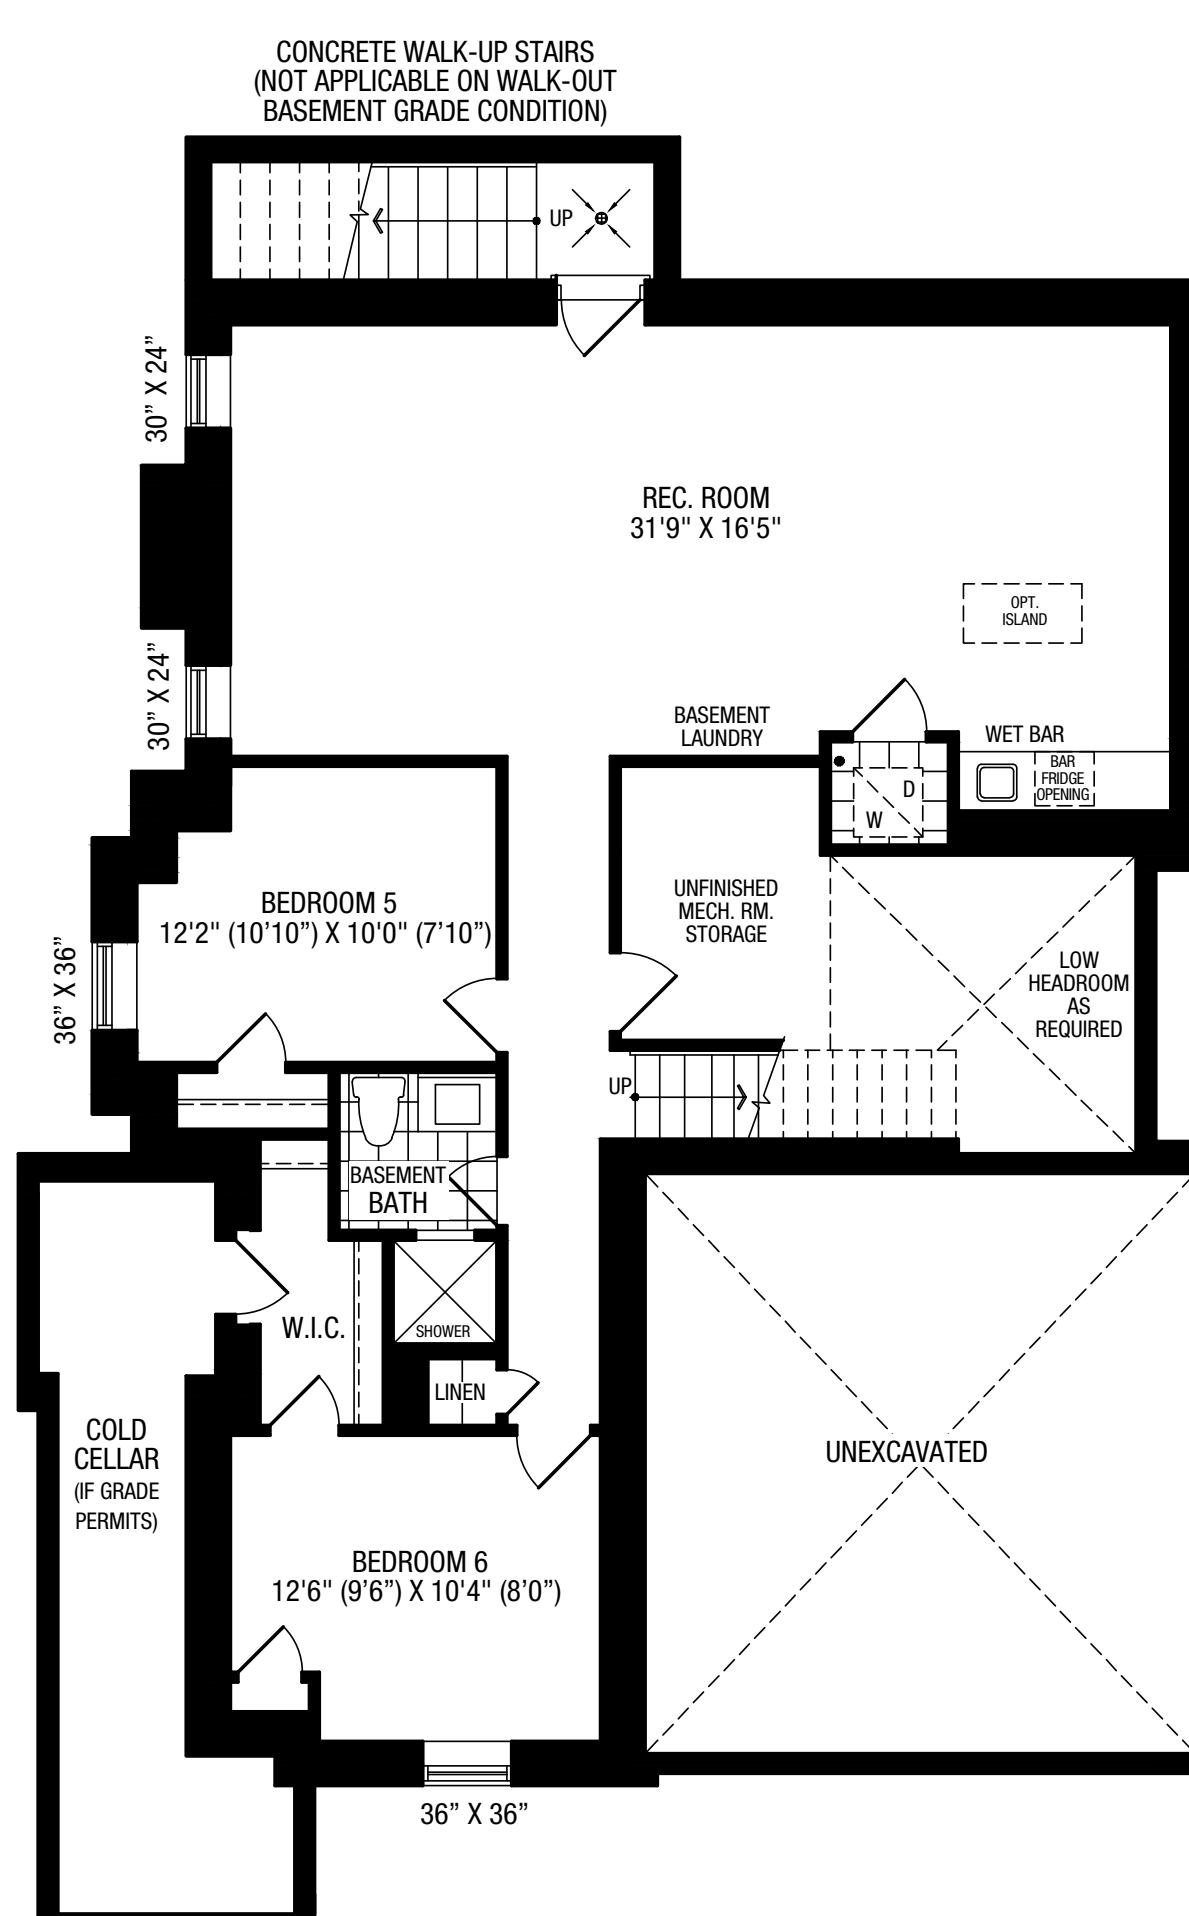 CONCRETE WALK-UP STAIRS
(NOT APPLICABLE ON WALK-OUT
BASEMENT GRADE CONDITION)
UP
30” X 24”
REC. ROOM
31'9" X 16'5"
OPT.
ISLAND
30” X 24”
BASEMENT
LAUNDRY
WET BAR
BAR
FRIDGE
OPENING
D
W
BEDROOM 5
12'2" (10’10”) X 10'0" (7’10”)
UNFINISHED
MECH. RM.
STORAGE
36” X 36”
LOW
HEADROOM
AS
REQUIRED
UP
BASEMENT
BATH
W.I.C.
SHOWER
LINEN
COLD
CELLAR
(IF GRADE
PERMITS)
UNEXCAVATED
BEDROOM 6
12'6" (9’6”) X 10'4" (8’0”)
36” X 36”